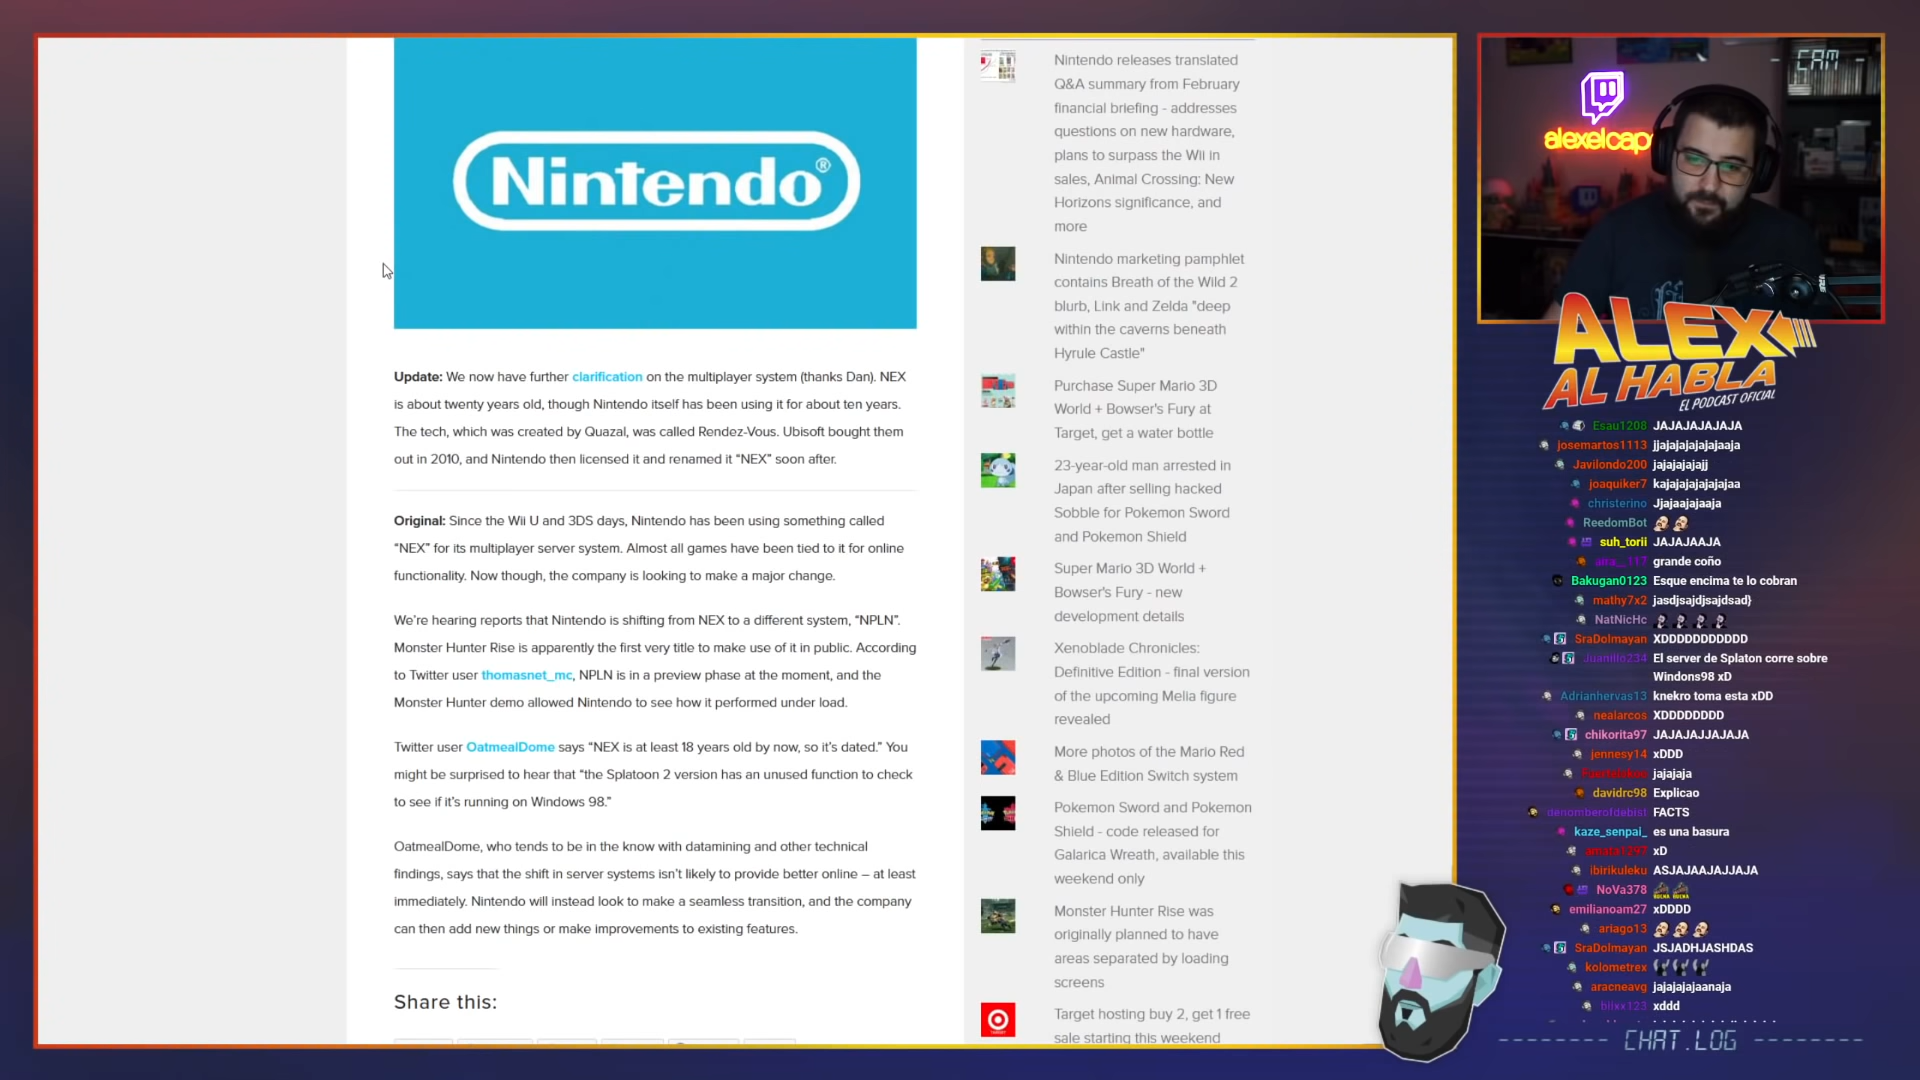 Nintendo®
Update: We now have further clarification on the multiplayer system (thanks Dan). NEX
is about twenty years old, though Nintendo itself has been using it for about ten years.
The tech, which was created by Quazal, was called Rendez-Vous. Ubisoft bought them
out in 2010, and Nintendo then licensed it and renamed it “NEX” soon after.
Original: Since the Wii U and 3DS days, Nintendo has been using something called
“NEX” for its multiplayer server system. Almost all games have been tied to it for online
functionality. Now though, the company is looking to make a major change.
We’re hearing reports that Nintendo is shifting from NEX to a different system, “NPLN”.
Monster Hunter Rise is apparently the first very title to make use of it in public. According
to Twitter user thomasnet_mc, NPLN is in a preview phase at the moment, and the
Monster Hunter demo allowed Nintendo to see how it performed under load.
Twitter user OatmealDome says “NEX is at least 18 years old by now, so it’s dated.” You
might be surprised to hear that “the Splatoon 2 version has an unused function to check
to see if it’s running on Windows 98.”
OatmealDome, who tends to be in the know with datamining and other technical
findings, says that the shift in server systems isn’t likely to provide better online – at least
immediately. Nintendo will instead look to make a seamless transition, and the company
can then add new things or make improvements to existing features.
Share this:
Nintendo releases translated
Q&A summary from February
financial briefing - addresses
questions on new hardware,
plans to surpass the Wii in
sales, Animal Crossing: New
Horizons significance, and
more
Nintendo marketing pamphlet
contains Breath of the Wild 2
blurb, Link and Zelda "deep
within the caverns beneath
Hyrule Castle"
Purchase Super Mario 3D
World + Bowser's Fury at
Target, get a water bottle
23-year-old man arrested in
Japan after selling hacked
Sobble for Pokemon Sword
and Pokemon Shield
Super Mario 3D World +
Bowser's Fury - new
development details
Xenoblade Chronicles:
Definitive Edition - final version
of the upcoming Melia figure
revealed
More photos of the Mario Red
& Blue Edition Switch system
Pokemon Sword and Pokemon
Shield - code released for
Galarica Wreath, available this
weekend only
Monster Hunter Rise was
originally planned to have
areas separated by loading
screens
Target hosting buy 2, get 1 free
sale starting this weekend
CAM
alexelcap
ALEX
AL HABLA
EL PODCAST OFICIAL
Esau1208 JAJAJAJAJAJA
josemartos1113 jjajajajajajajaaja
Javilondo200 jajajajajajj
joaquiker7 kajajajajajajajaa
christerino Jjajaajajaaja
ReedomBot
suh_torii JAJAJAAJA
grande coño
Bakugan0123 Esque encima te lo cobran
mathy7x2 jasdjsajdjsajdsad}
NatNicHc
SraDolmayan XDDDDDDDDDDD
Juanillo234 El server de Splaton corre sobre
Windons98 xD
Adrianhervas13 knekro toma esta xDD
nealarcos XDDDDDDDD
chikorita97 JAJAJAJJAJAJA
jennesy14 xDDD
jajajaja
davidrc98 Explicao
denomberofdebist FACTS
kaze_senpai_ es una basura
amata1297 xD
ibirikuleku ASJAJAAJAJJAJA
NoVa378
emilianoam27 xDDDD
ariago13
SraDolmayan JSJADHJASHDAS
kolometrex
aracneavg jajajajajaanaja
blixx123 xddd
CHAT.LOG